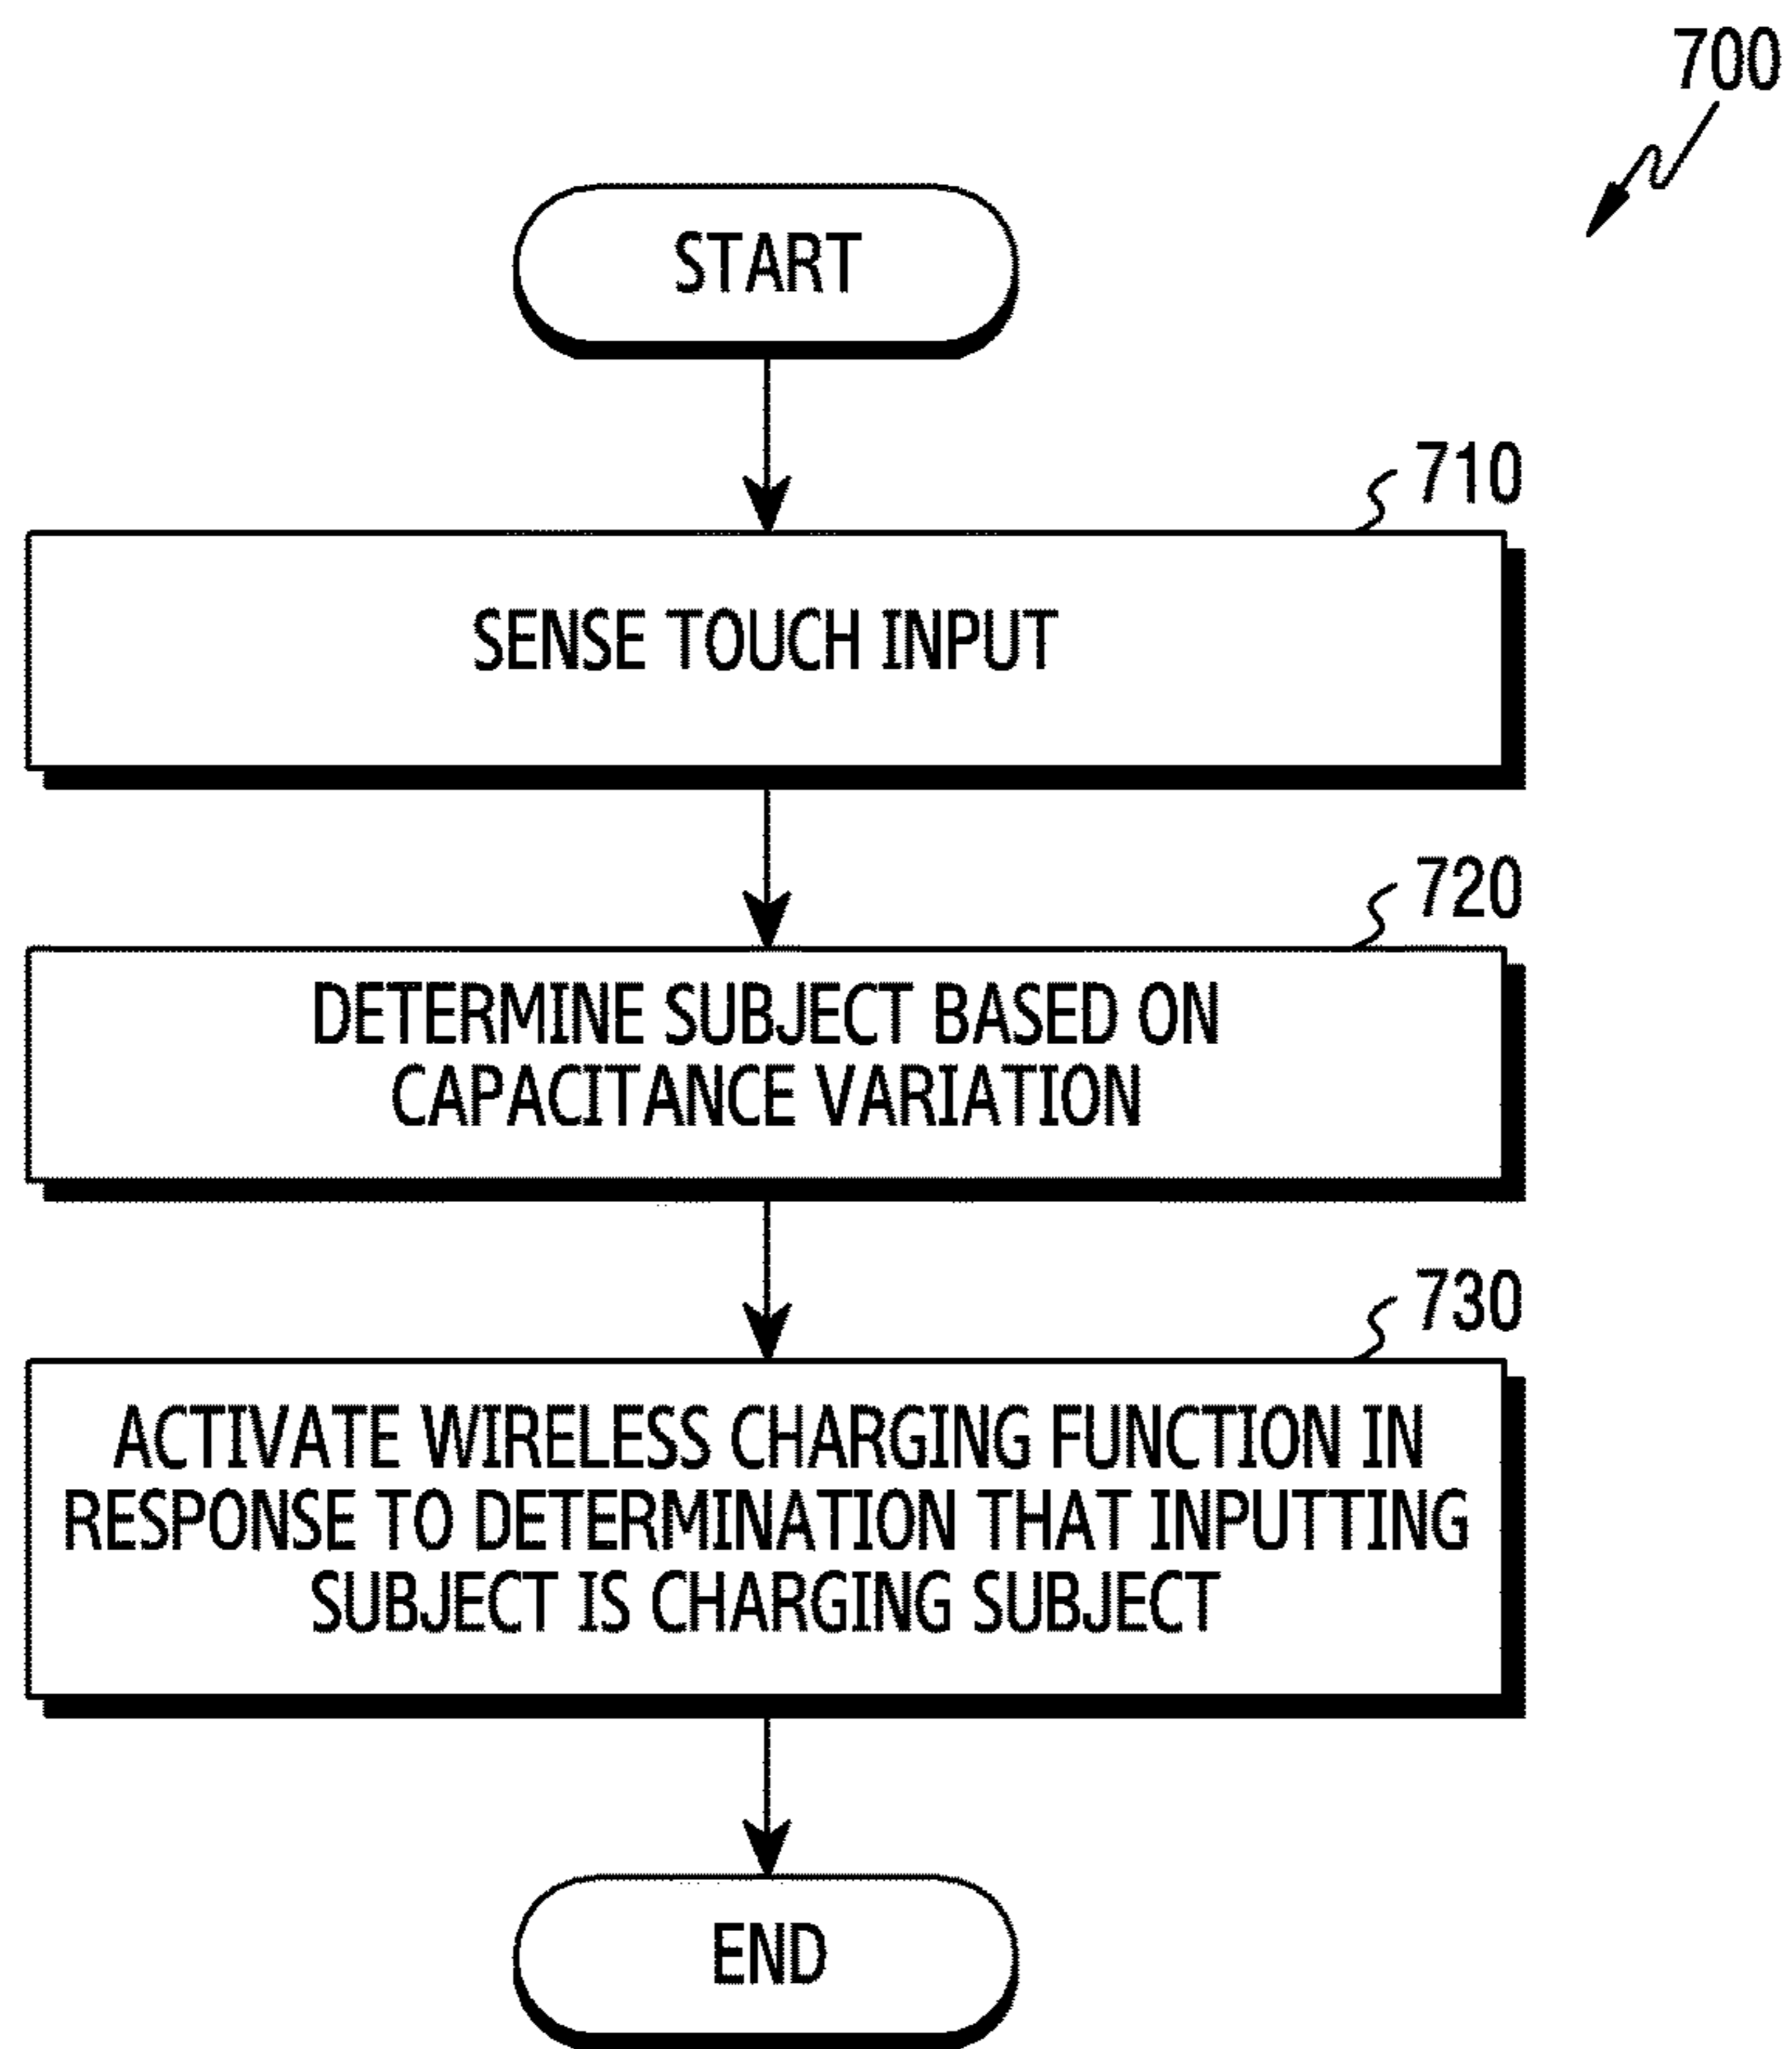 700
START
710
SENSE TOUCH INPUT
720
DETERMINE SUBJECT BASED ON
CAPACITANCE VARIATION
730
ACTIVATE WIRELESS CHARGING FUNCTION IN
RESPONSE TO DETERMINATION THAT INPUTTING
SUBJECT IS CHARGING SUBJECT
END